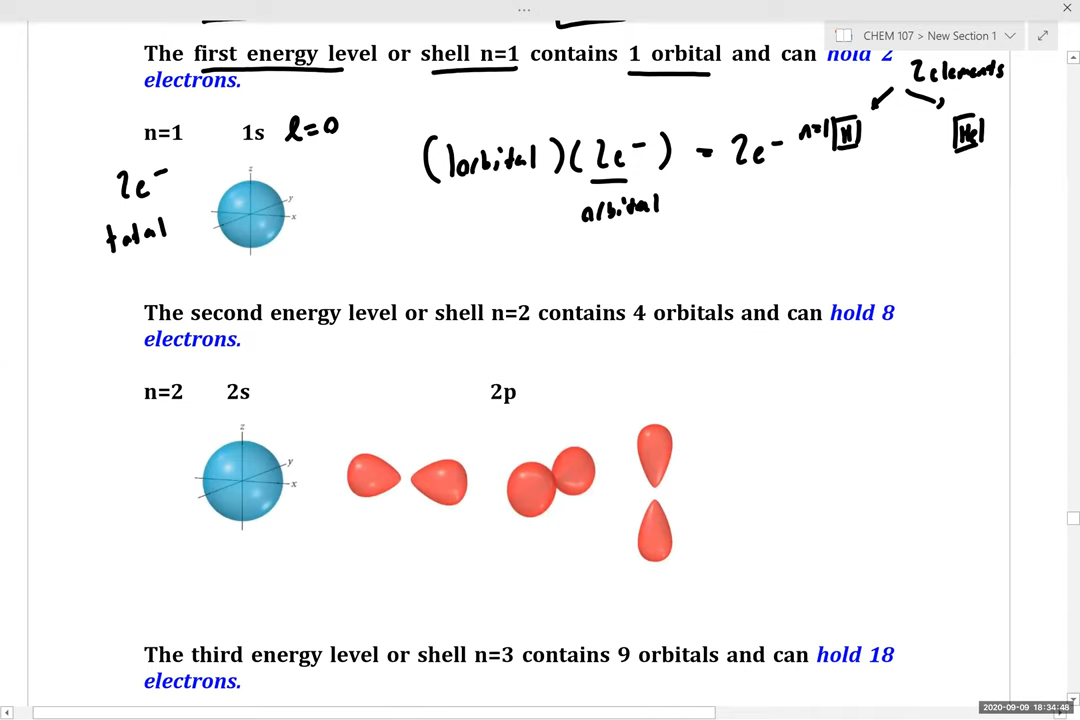 CHEM 107 > New Section 1
The first energy level or shell n=1 contains 1 orbital and can hold 2
electrons.
2 elements
n=1 1s l=0
(1 orbital)(2e⁻) = 2e⁻ n=1 H He
orbital
2e⁻
total
z
y
x
The second energy level or shell n=2 contains 4 orbitals and can hold 8
electrons.
n=2 2s 2p
z
y
x
The third energy level or shell n=3 contains 9 orbitals and can hold 18
electrons.
2020-09-09 18:34:48